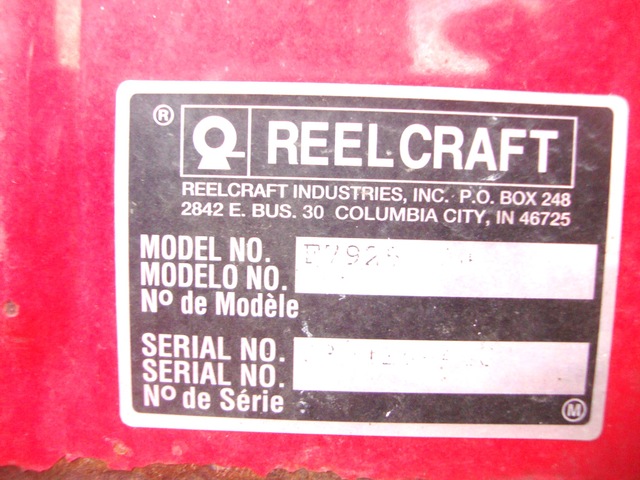 ® REELCRAFT
REELCRAFT INDUSTRIES, INC. P.O. BOX 248
2842 E. BUS. 30 COLUMBIA CITY, IN 46725
MODEL NO.
MODELO NO.
Nº de Modèle
SERIAL NO.
SERIAL NO.
Nº de Série
M